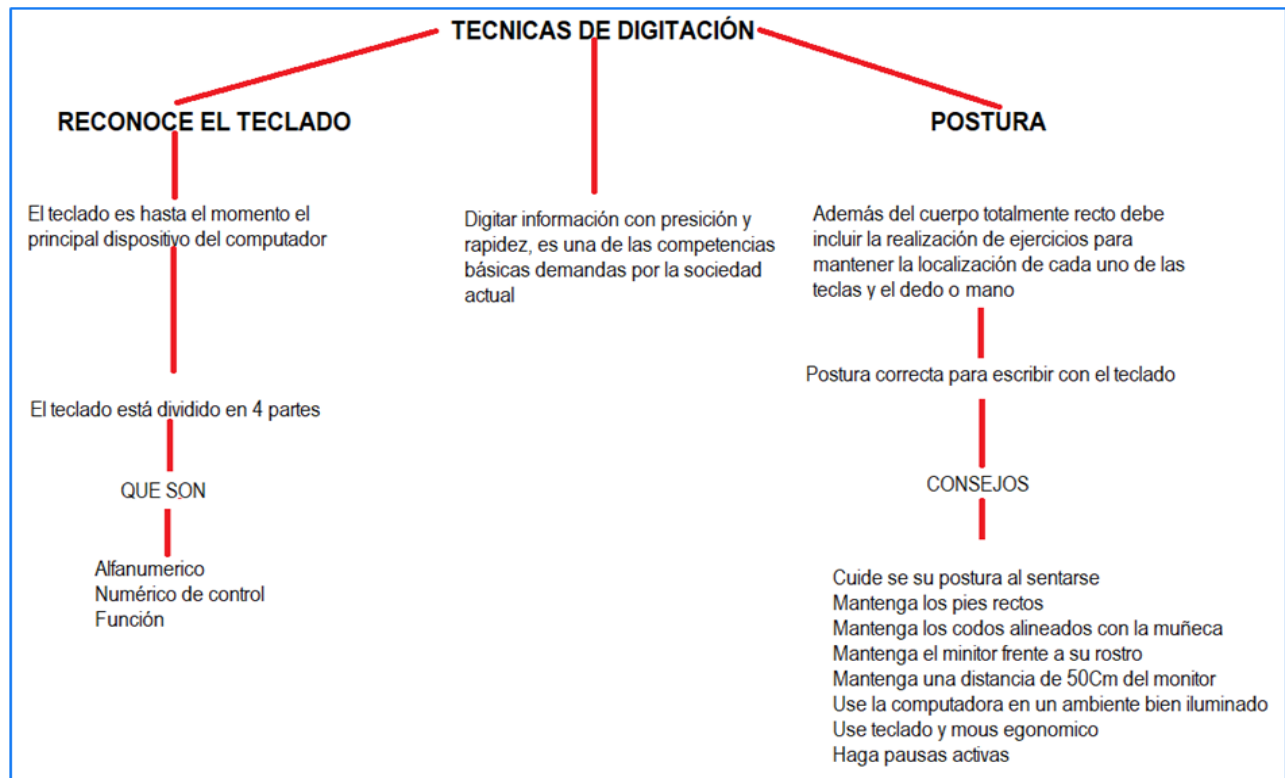 TECNICAS DE DIGITACIÓN
RECONOCE EL TECLADO
El teclado es hasta el momento el
principal dispositivo del computador
El teclado está dividido en 4 partes
QUE SON
Alfanumerico
Numérico de control
Función
Digitar información con presición y
rapidez, es una de las competencias
básicas demandas por la sociedad
actual
POSTURA
Además del cuerpo totalmente recto debe
incluir la realización de ejercicios para
mantener la localización de cada uno de las
teclas y el dedo o mano
Postura correcta para escribir con el teclado
CONSEJOS
Cuide se su postura al sentarse
Mantenga los pies rectos
Mantenga los codos alineados con la muñeca
Mantenga el minitor frente a su rostro
Mantenga una distancia de 50Cm del monitor
Use la computadora en un ambiente bien iluminado
Use teclado y mous egonomico
Haga pausas activas